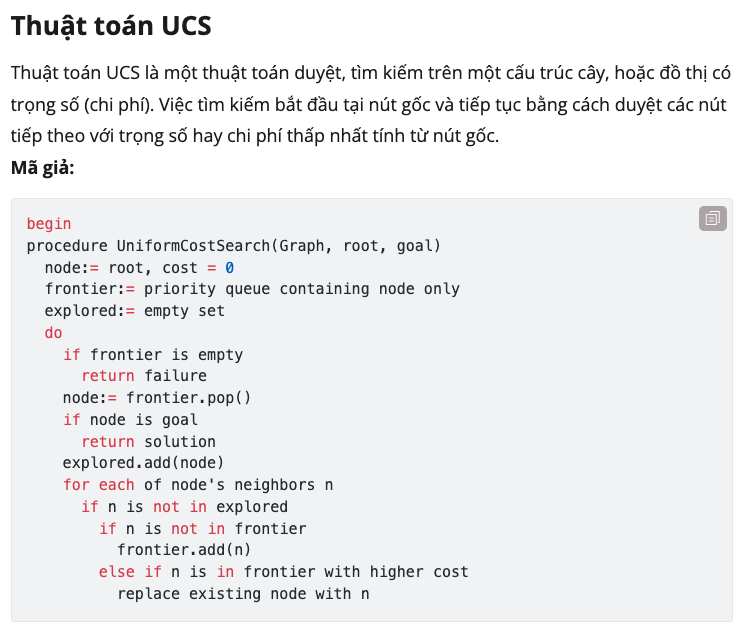 Thuật toán UCS
Thuật toán UCS là một thuật toán duyệt, tìm kiếm trên một cấu trúc cây, hoặc đồ thị có
trọng số (chi phí). Việc tìm kiếm bắt đầu tại nút gốc và tiếp tục bằng cách duyệt các nút
tiếp theo với trọng số hay chi phí thấp nhất tính từ nút gốc.
Mã giả:
begin
procedure UniformCostSearch(Graph, root, goal)
  node:= root, cost = 0
  frontier:= priority queue containing node only
  explored:= empty set
  do
    if frontier is empty
      return failure
    node:= frontier.pop()
    if node is goal
      return solution
    explored.add(node)
    for each of node's neighbors n
      if n is not in explored
        if n is not in frontier
          frontier.add(n)
        else if n is in frontier with higher cost
          replace existing node with n